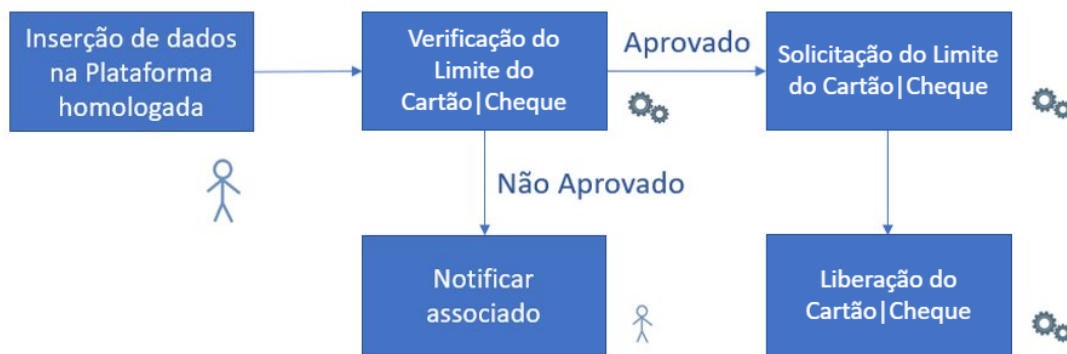 Inserção de dados
na Plataforma
homologada
Verificação do
Limite do
Cartão|Cheque
Aprovado
Solicitação do Limite
do Cartão|Cheque
Não Aprovado
Notificar
associado
Liberação do
Cartão|Cheque